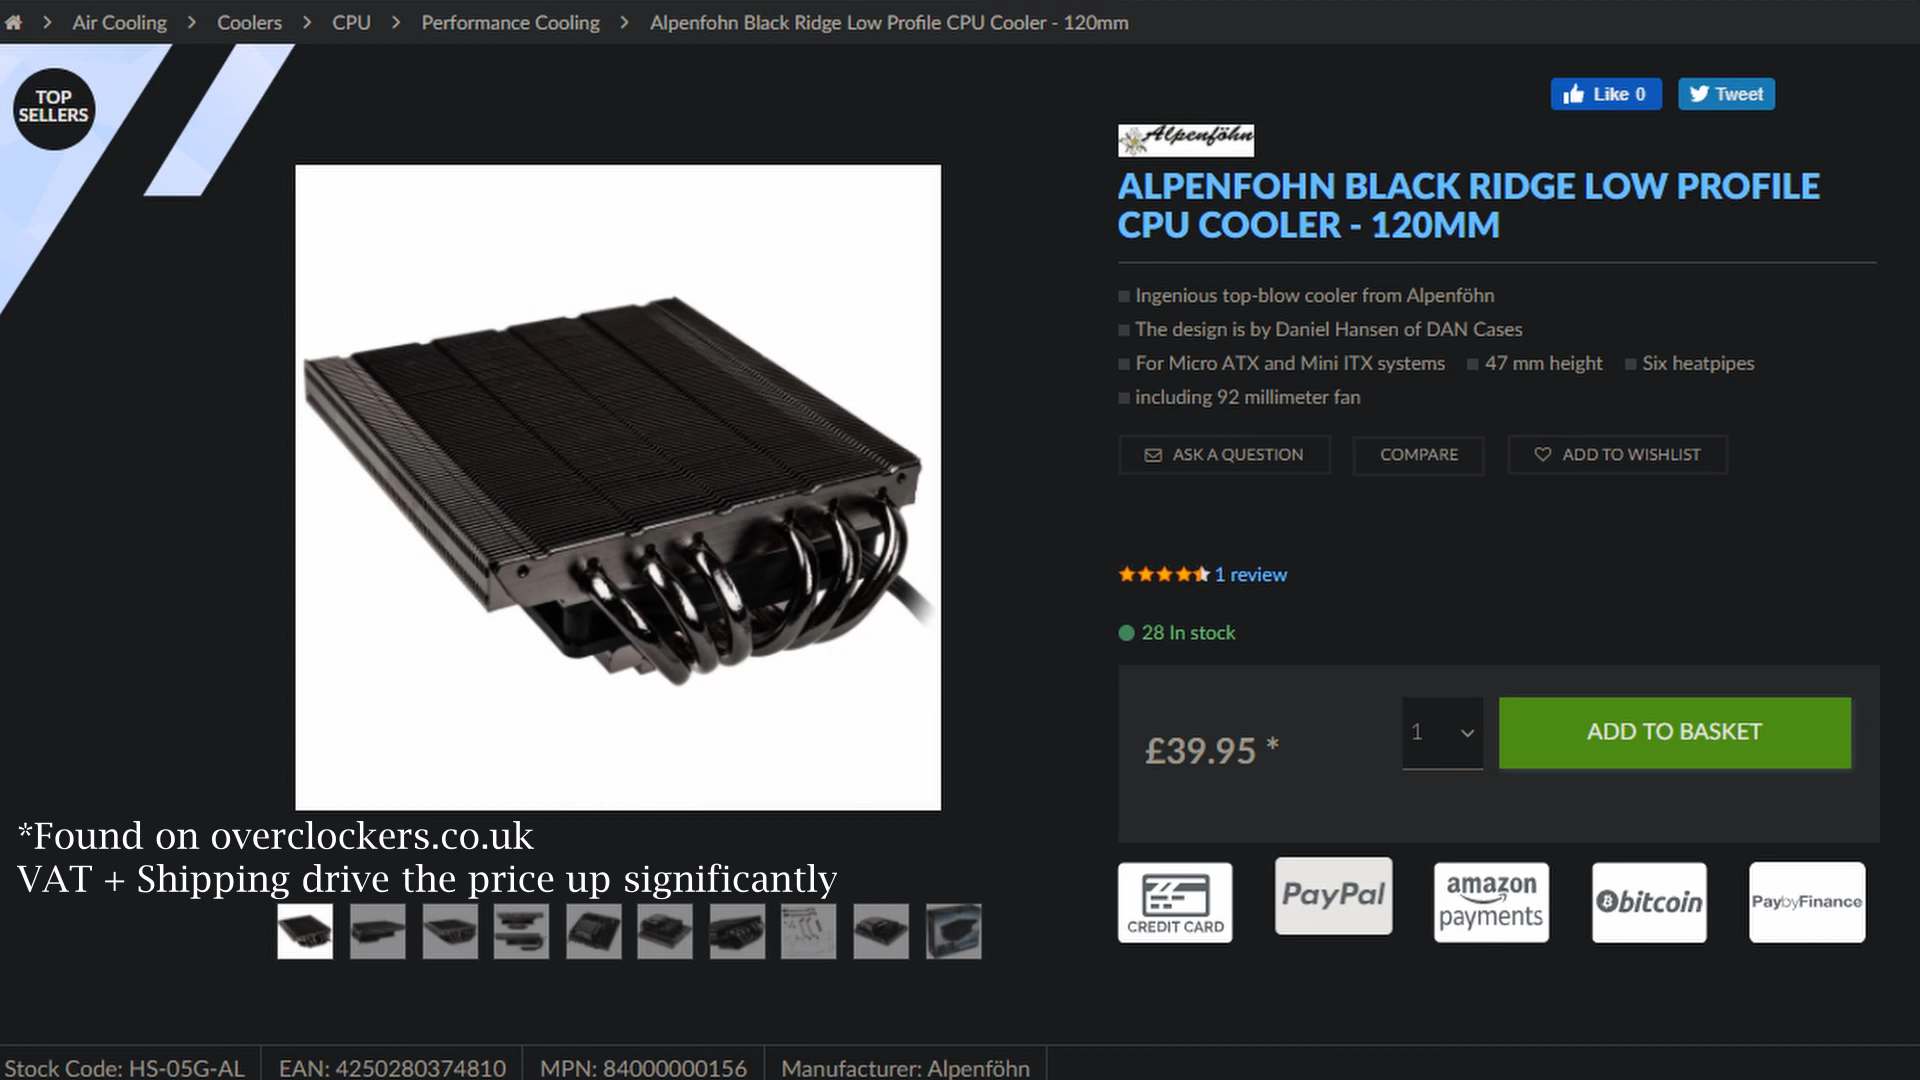 Air Cooling > Coolers > CPU > Performance Cooling > Alpenfohn Black Ridge Low Profile CPU Cooler - 120mm
TOP
SELLERS
Like 0
Tweet
Alpenföhn
ALPENFOHN BLACK RIDGE LOW PROFILE
CPU COOLER - 120MM
Ingenious top-blow cooler from Alpenföhn
The design is by Daniel Hansen of DAN Cases
For Micro ATX and Mini ITX systems 47 mm height Six heatpipes
including 92 millimeter fan
ASK A QUESTION
COMPARE
ADD TO WISHLIST
1 review
28 In stock
£39.95 *
1
ADD TO BASKET
*Found on overclockers.co.uk
VAT + Shipping drive the price up significantly
CREDIT CARD
PayPal
amazon
payments
bitcoin
PaybyFinance
Stock Code: HS-05G-AL
EAN: 4250280374810
MPN: 84000000156
Manufacturer: Alpenföhn